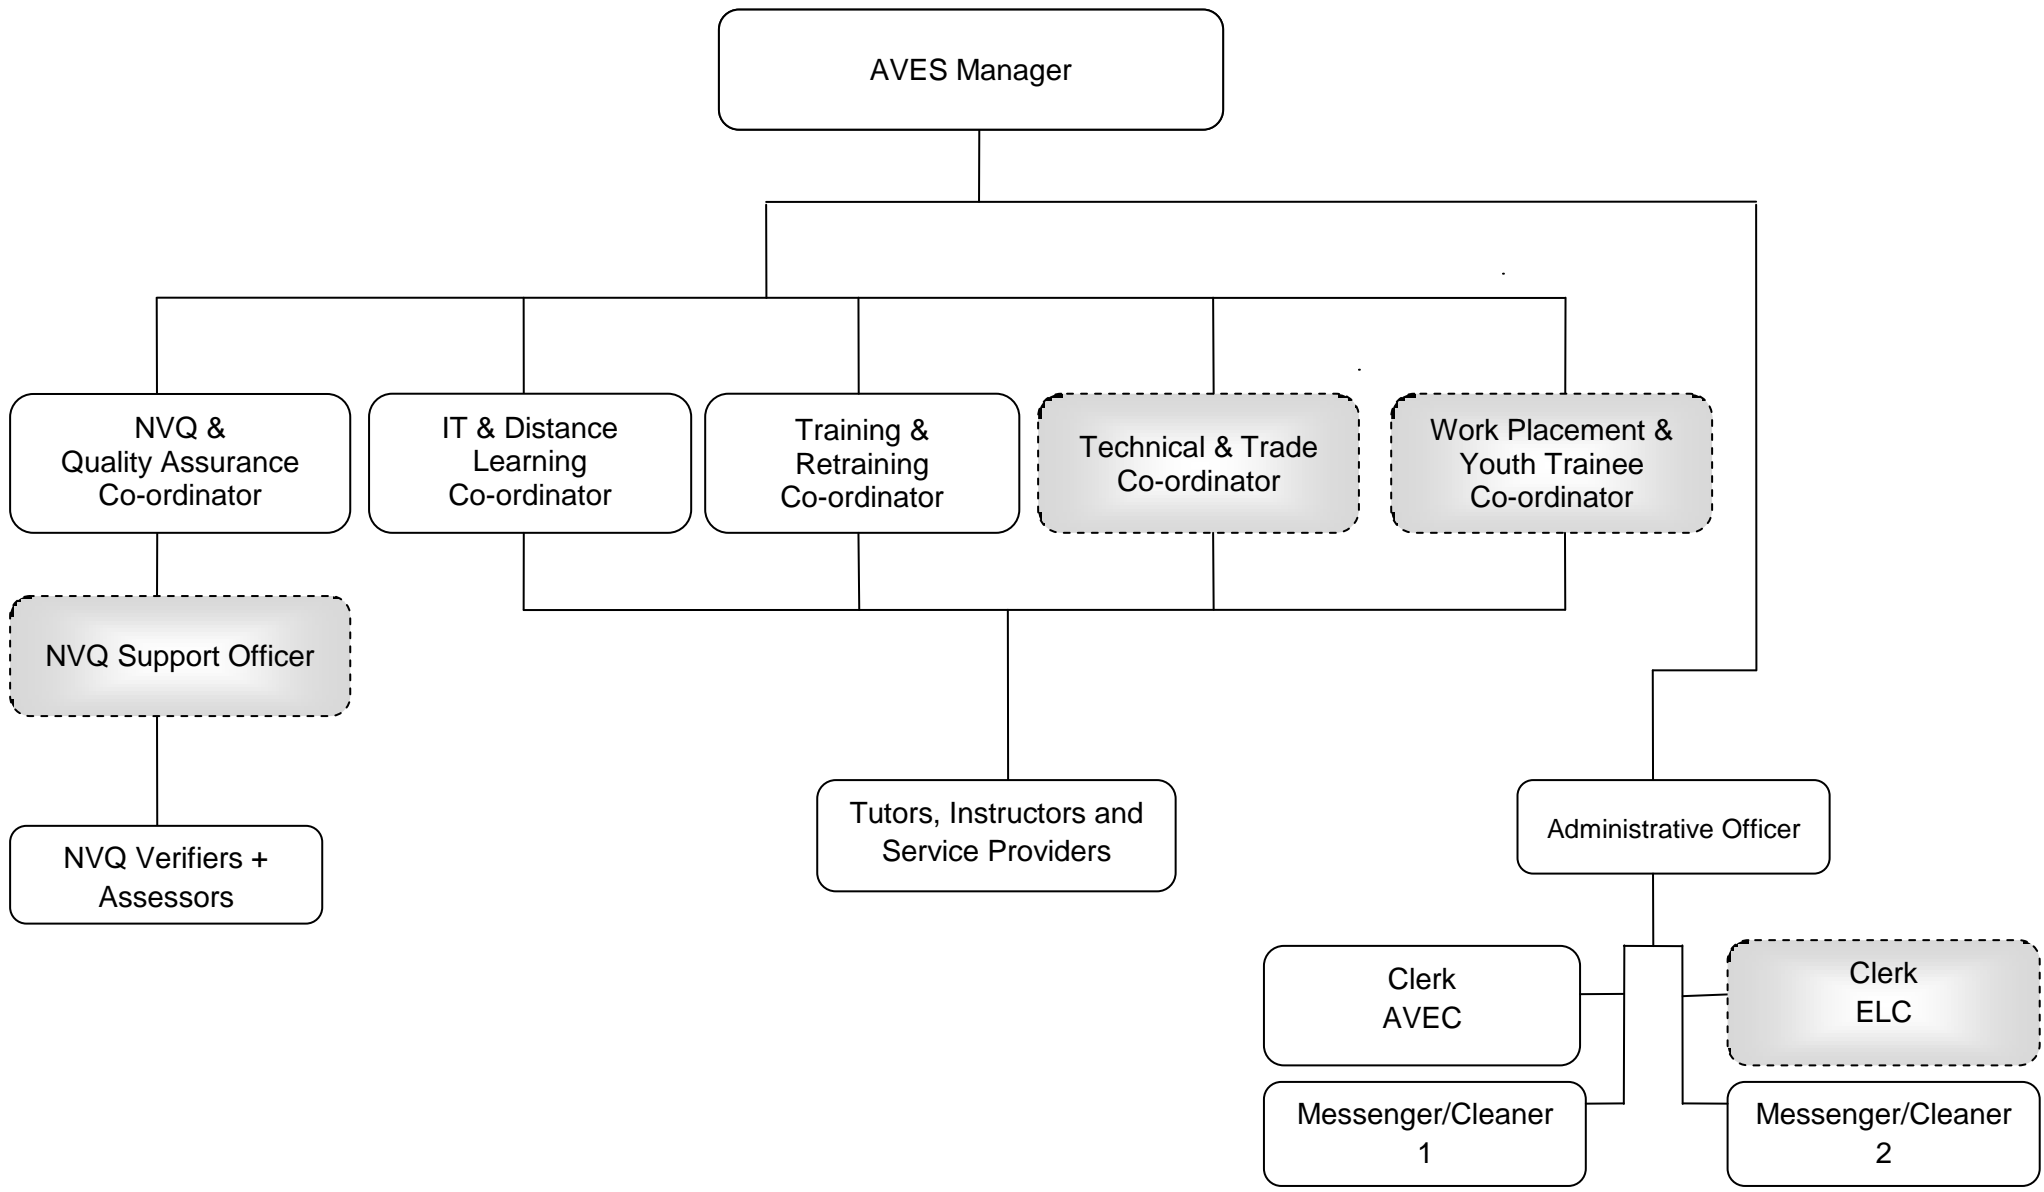 AVES Manager
NVQ &
Quality Assurance
Co-ordinator
IT & Distance
Learning
Co-ordinator
Training &
Retraining
Co-ordinator
Technical & Trade
Co-ordinator
Work Placement &
Youth Trainee
Co-ordinator
NVQ Support Officer
NVQ Verifiers +
Assessors
Tutors, Instructors and
Service Providers
Administrative Officer
Clerk
AVEC
Clerk
ELC
Messenger/Cleaner
1
Messenger/Cleaner
2